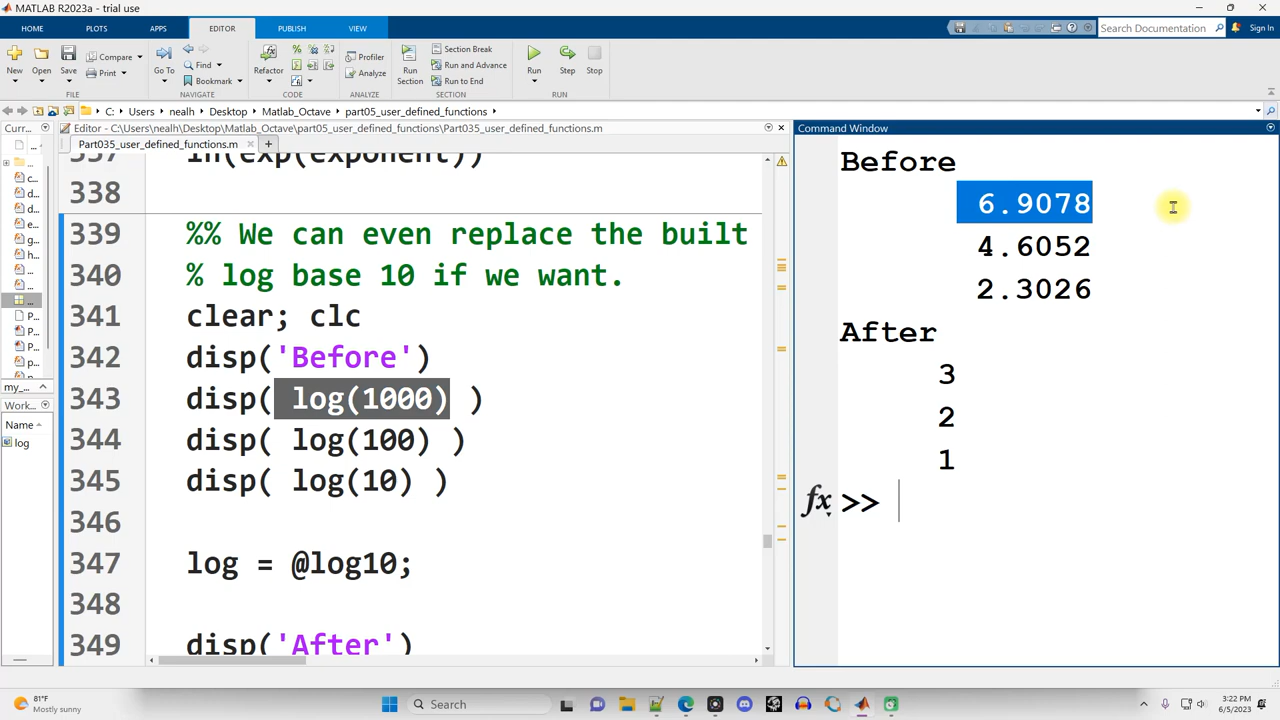 MATLAB R2023a - trial use
HOME PLOTS APPS EDITOR PUBLISH VIEW
Search Documentation
Sign In
New Open Save Compare Print
Go To Find Bookmark
Refactor
Profiler
Analyze
Run Section
Section Break
Run and Advance
Run to End
Run Step Stop
FILE NAVIGATE CODE ANALYZE SECTION RUN
C: Users nealh Desktop Matlab_Octave part05_user_defined_functions
Curr...
Editor - C:\Users\nealh\Desktop\Matlab_Octave\part05_user_defined_functions\Part035_user_defined_functions.m
Part035_user_defined_functions.m
337 ln(exp(exponent))
338
339 %% We can even replace the built
340 % log base 10 if we want.
341 clear; clc
342 disp('Before')
343 disp( log(1000) )
344 disp( log(100) )
345 disp( log(10) )
346
347 log = @log10;
348
349 disp('After')
... 
c...
d...
d...
e...
g...
h...
...
...
...
P...
P...
my_...
Work...
Name
log
Command Window
Before
6.9078
4.6052
2.3026
After
3
2
1
fx >>
81°F
Mostly sunny
Search
3:22 PM
6/5/2023